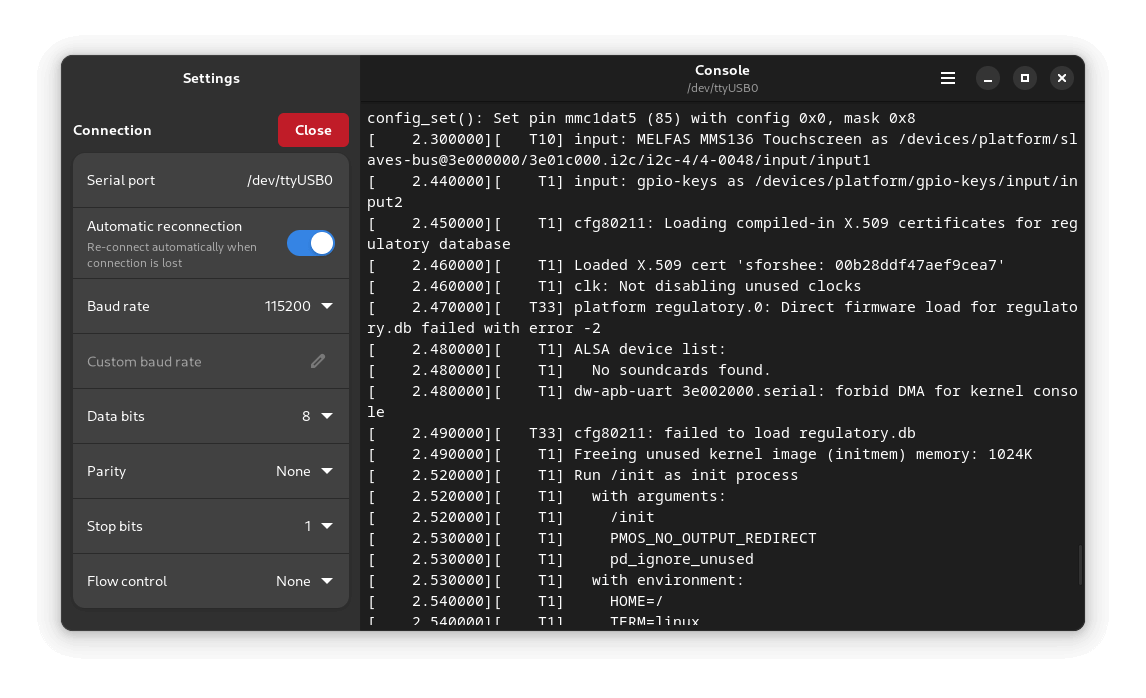 Settings
Connection
Close
Serial port
/dev/ttyUSB0
Automatic reconnection
Re-connect automatically when
connection is lost
Baud rate
115200
Custom baud rate
Data bits
8
Parity
None
Stop bits
1
Flow control
None
Console
/dev/ttyUSB0
config_set(): Set pin mmc1dat5 (85) with config 0x0, mask 0x8
[    2.300000][   T10] input: MELFAS MMS136 Touchscreen as /devices/platform/sl
aves-bus@3e000000/3e01c000.i2c/i2c-4/4-0048/input/input1
[    2.440000][    T1] input: gpio-keys as /devices/platform/gpio-keys/input/in
put2
[    2.450000][    T1] cfg80211: Loading compiled-in X.509 certificates for reg
ulatory database
[    2.460000][    T1] Loaded X.509 cert 'sforshee: 00b28ddf47aef9cea7'
[    2.460000][    T1] clk: Not disabling unused clocks
[    2.470000][   T33] platform regulatory.0: Direct firmware load for regulato
ry.db failed with error -2
[    2.480000][    T1] ALSA device list:
[    2.480000][    T1]   No soundcards found.
[    2.480000][    T1] dw-apb-uart 3e002000.serial: forbid DMA for kernel conso
le
[    2.490000][   T33] cfg80211: failed to load regulatory.db
[    2.490000][    T1] Freeing unused kernel image (initmem) memory: 1024K
[    2.520000][    T1] Run /init as init process
[    2.520000][    T1]   with arguments:
[    2.520000][    T1]     /init
[    2.530000][    T1]     PMOS_NO_OUTPUT_REDIRECT
[    2.530000][    T1]     pd_ignore_unused
[    2.530000][    T1]   with environment:
[    2.540000][    T1]     HOME=/
[    2.540000][    T1]     TERM=linux